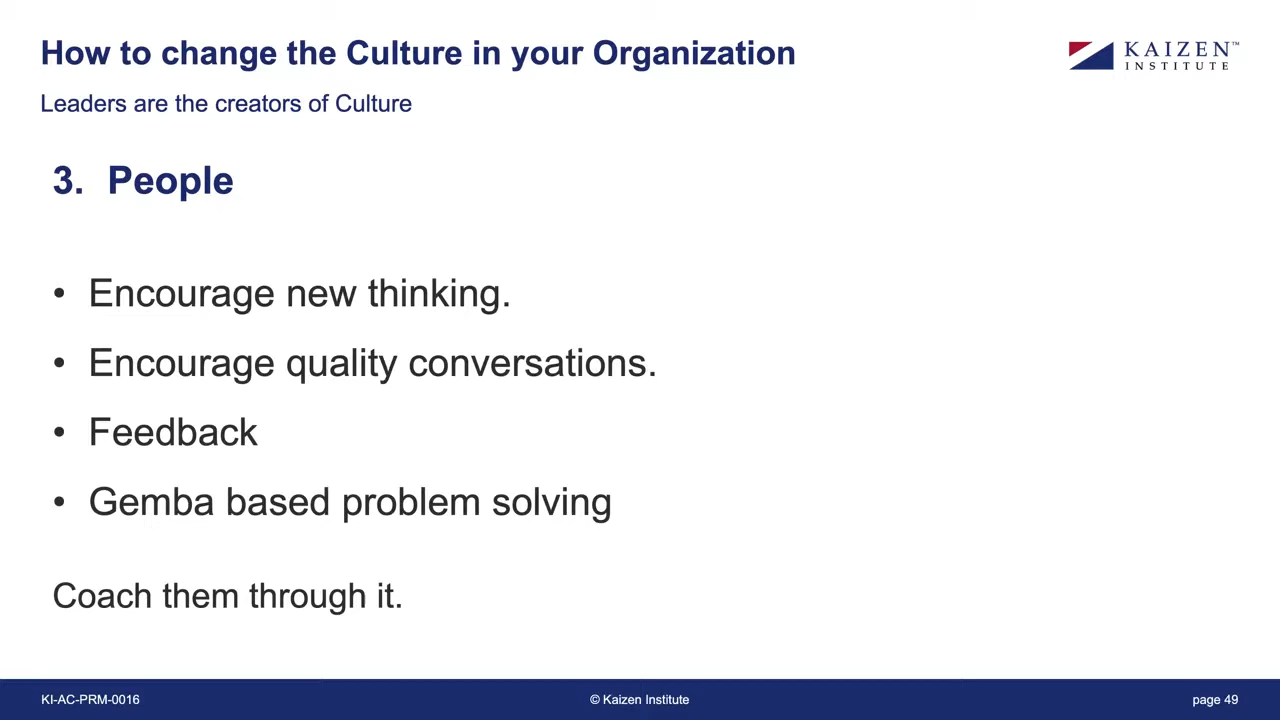 How to change the Culture in your Organization
KAIZEN™
INSTITUTE
Leaders are the creators of Culture
3. People
• Encourage new thinking.
• Encourage quality conversations.
• Feedback
• Gemba based problem solving
Coach them through it.
KI-AC-PRM-0016
© Kaizen Institute
page 49